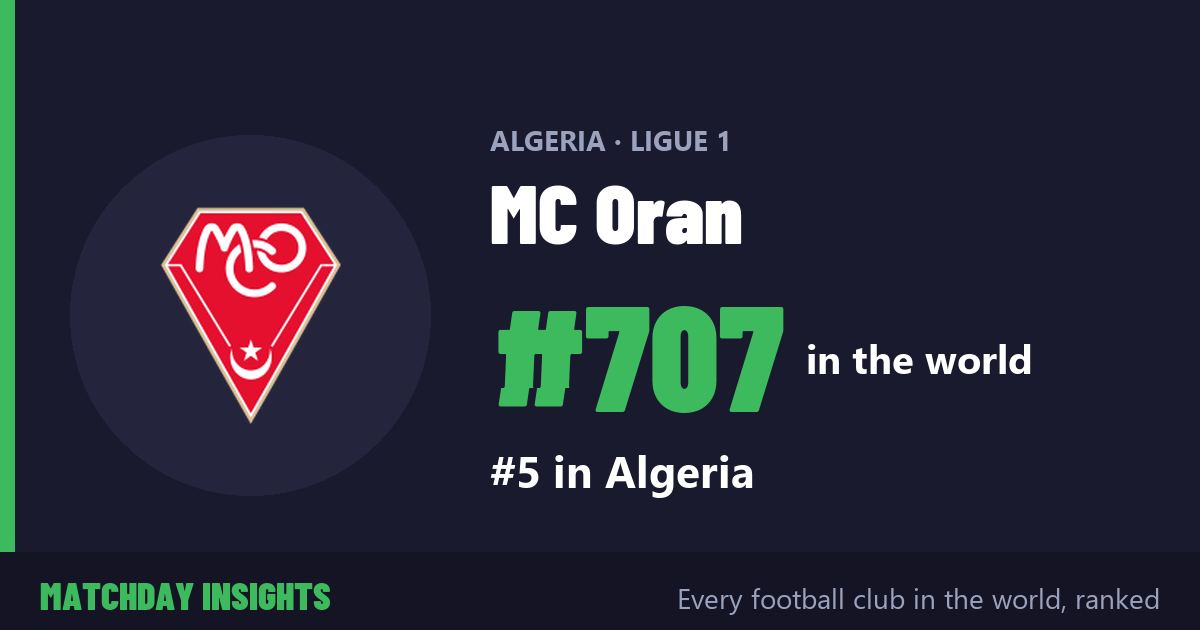 ALGERIA · LIGUE 1
MC Oran
MCO
#707 in the world
#5 in Algeria
MATCHDAY INSIGHTS
Every football club in the world, ranked